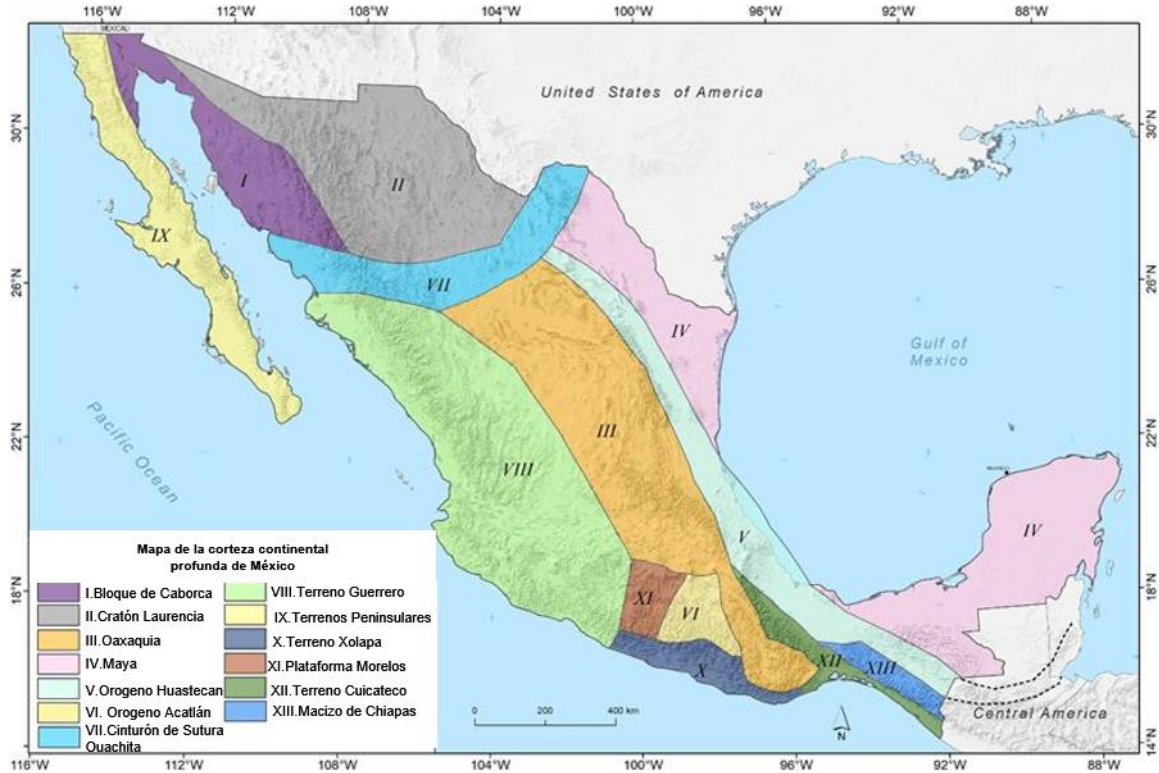 116°W 112°W 108°W 104°W 100°W 96°W 92°W 88°W
MEXICALI
30°N
26°N
22°N
18°N
14°N
30°N
26°N
22°N
18°N
14°N
United States of America
Gulf of
Mexico
Pacific Ocean
Central America
I
II
IX
VII
IV
III
VIII
V
IV
XI
VI
X
XII
XIII
Mapa de la corteza continental
profunda de México
I.Bloque de Caborca
II.Cratón Laurencia
III.Oaxaquia
IV.Maya
V.Orogeno Huastecan
VI. Orogeno Acatlán
VII.Cinturón de Sutura
Ouachita
VIII.Terreno Guerrero
IX.Terrenos Peninsulares
X.Terreno Xolapa
XI.Plataforma Morelos
XII.Terreno Cuicateco
XIII.Macizo de Chiapas
0 200 400 km
N
116°W 112°W 108°W 104°W 100°W 96°W 92°W 88°W